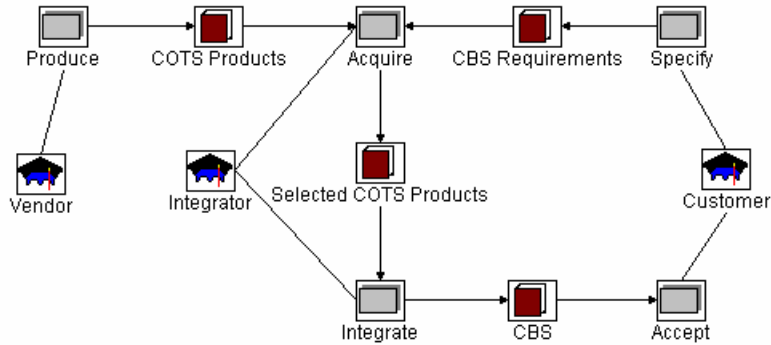 Produce
COTS Products
Acquire
CBS Requirements
Specify
Vendor
Integrator
Selected COTS Products
Customer
Integrate
CBS
Accept